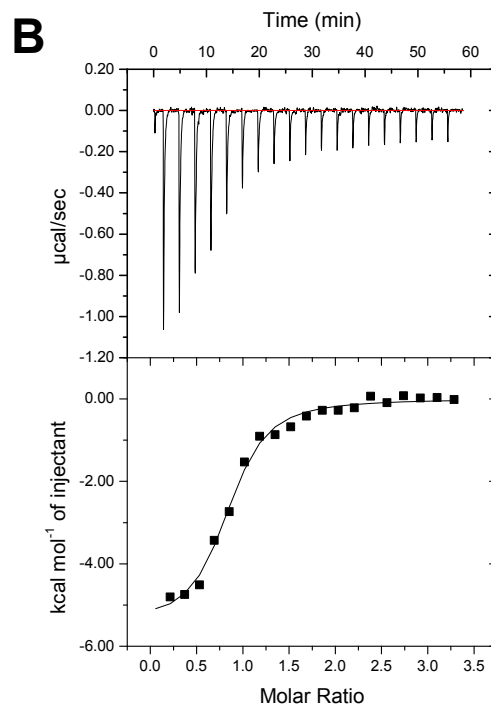 B
Time (min)
0 10 20 30 40 50 60
0.20
0.00
-0.20
-0.40
-0.60
-0.80
-1.00
-1.20
µcal/sec
0.00
-2.00
-4.00
-6.00
kcal mol⁻¹ of injectant
0.0 0.5 1.0 1.5 2.0 2.5 3.0 3.5
Molar Ratio